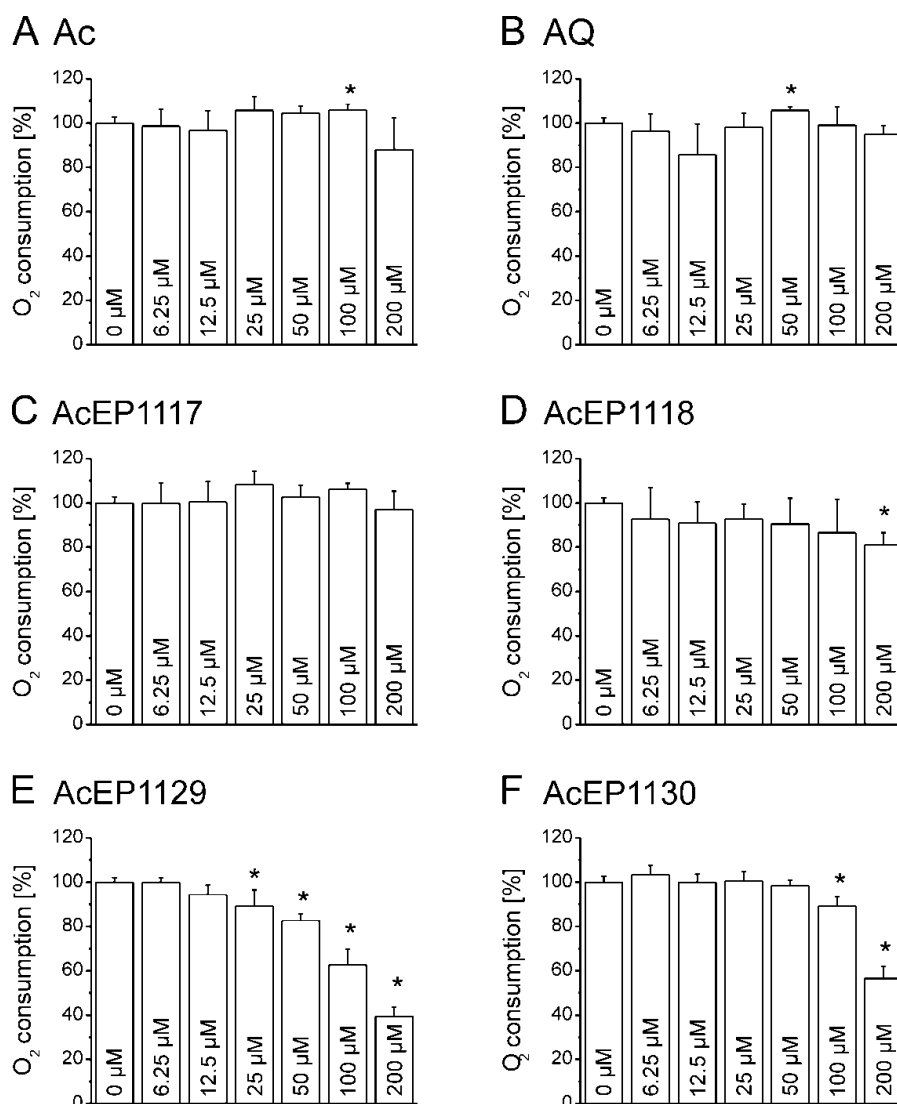 A Ac
O2 consumption [%]
120
100
80
60
40
20
0
*
0 µM
6.25 µM
12.5 µM
25 µM
50 µM
100 µM
200 µM
B AQ
O2 consumption [%]
120
100
80
60
40
20
0
*
0 µM
6.25 µM
12.5 µM
25 µM
50 µM
100 µM
200 µM
C AcEP1117
O2 consumption [%]
120
100
80
60
40
20
0
0 µM
6.25 µM
12.5 µM
25 µM
50 µM
100 µM
200 µM
D AcEP1118
O2 consumption [%]
120
100
80
60
40
20
0
*
0 µM
6.25 µM
12.5 µM
25 µM
50 µM
100 µM
200 µM
E AcEP1129
O2 consumption [%]
120
100
80
60
40
20
0
*
*
*
*
0 µM
6.25 µM
12.5 µM
25 µM
50 µM
100 µM
200 µM
F AcEP1130
O2 consumption [%]
120
100
80
60
40
20
0
*
*
0 µM
6.25 µM
12.5 µM
25 µM
50 µM
100 µM
200 µM